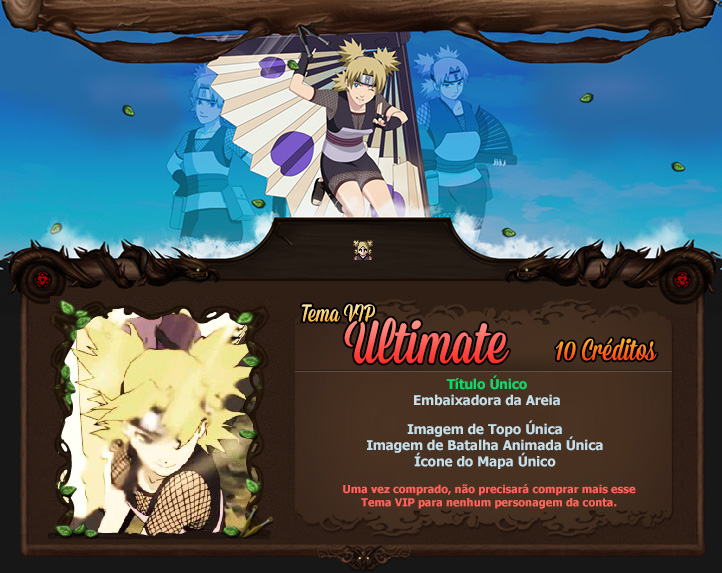 Tema VIP
Ultimate
10 Créditos
Título Único
Embaixadora da Areia
Imagem de Topo Única
Imagem de Batalha Animada Única
Ícone do Mapa Único
Uma vez comprado, não precisará comprar mais esse
Tema VIP para nenhum personagem da conta.